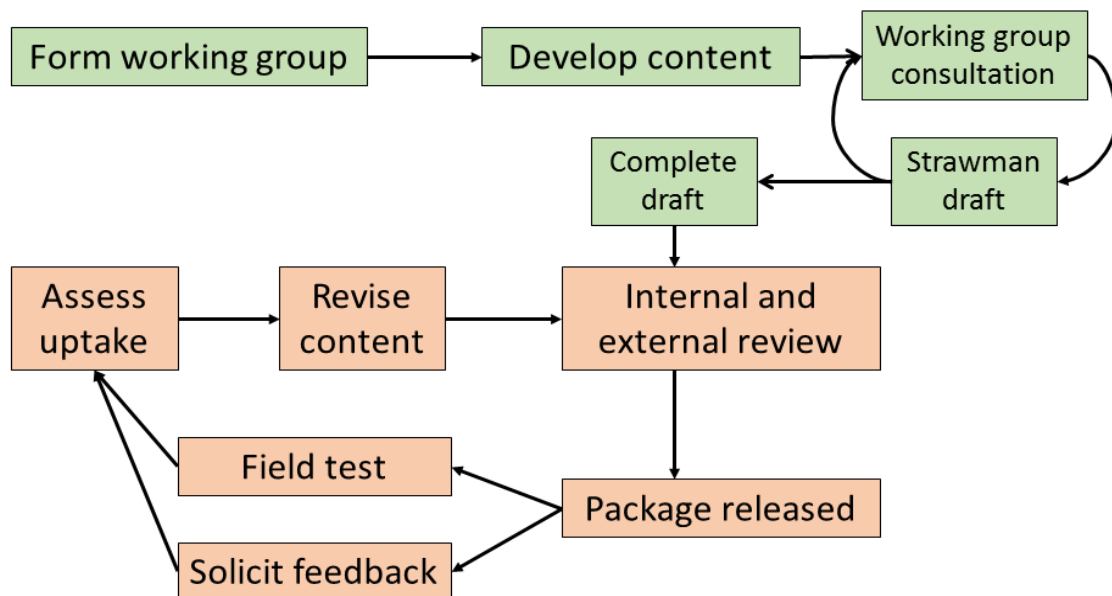 Form working group
Develop content
Working group
consultation
Complete
draft
Strawman
draft
Assess
uptake
Revise
content
Internal and
external review
Field test
Package released
Solicit feedback